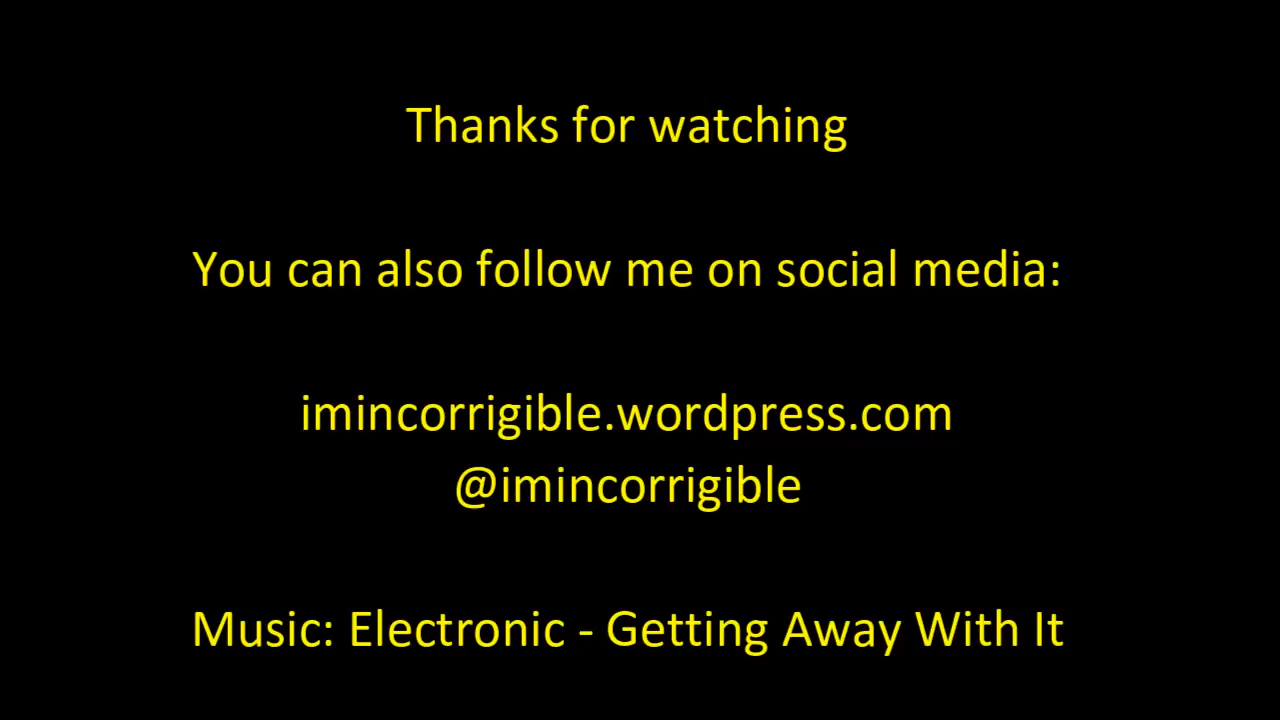 Thanks for watching
You can also follow me on social media:
imincorrigible.wordpress.com
@imincorrigible
Music: Electronic - Getting Away With It